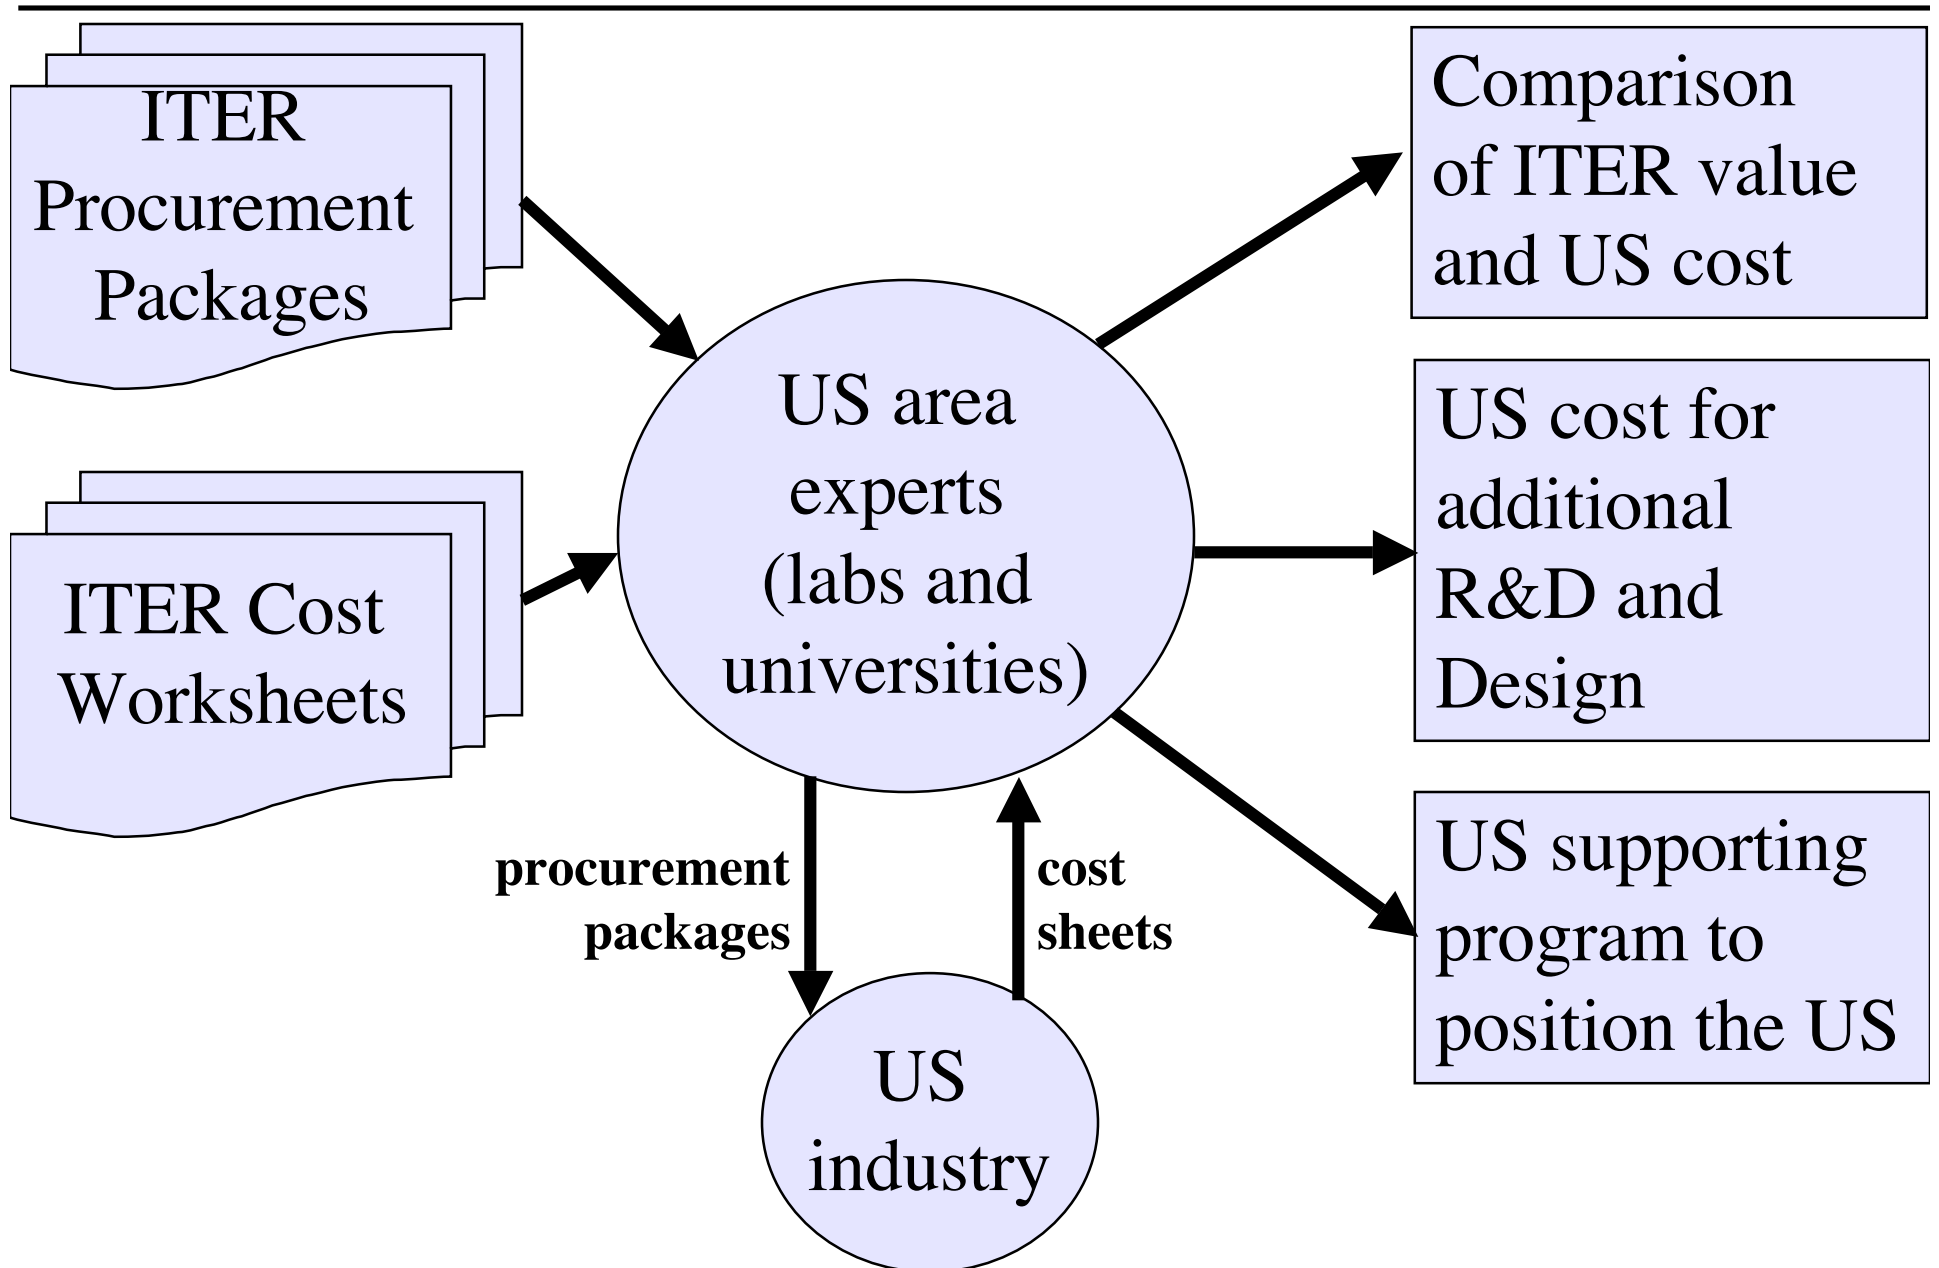 ITER
Procurement
Packages
ITER Cost
Worksheets
US area
experts
(labs and
universities)
procurement
packages
cost
sheets
US
industry
Comparison
of ITER value
and US cost
US cost for
additional
R&D and
Design
US supporting
program to
position the US